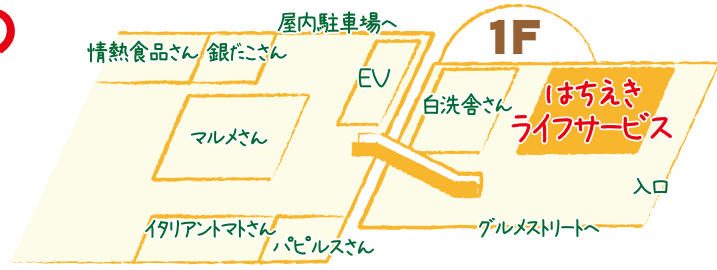 屋内駐車場へ
1F
情熱食品さん
銀だこさん
EV
白洗舎さん
はちえき
ライフサービス
マルメさん
入口
イタリアントマトさん
パピルスさん
グルメストリートへ